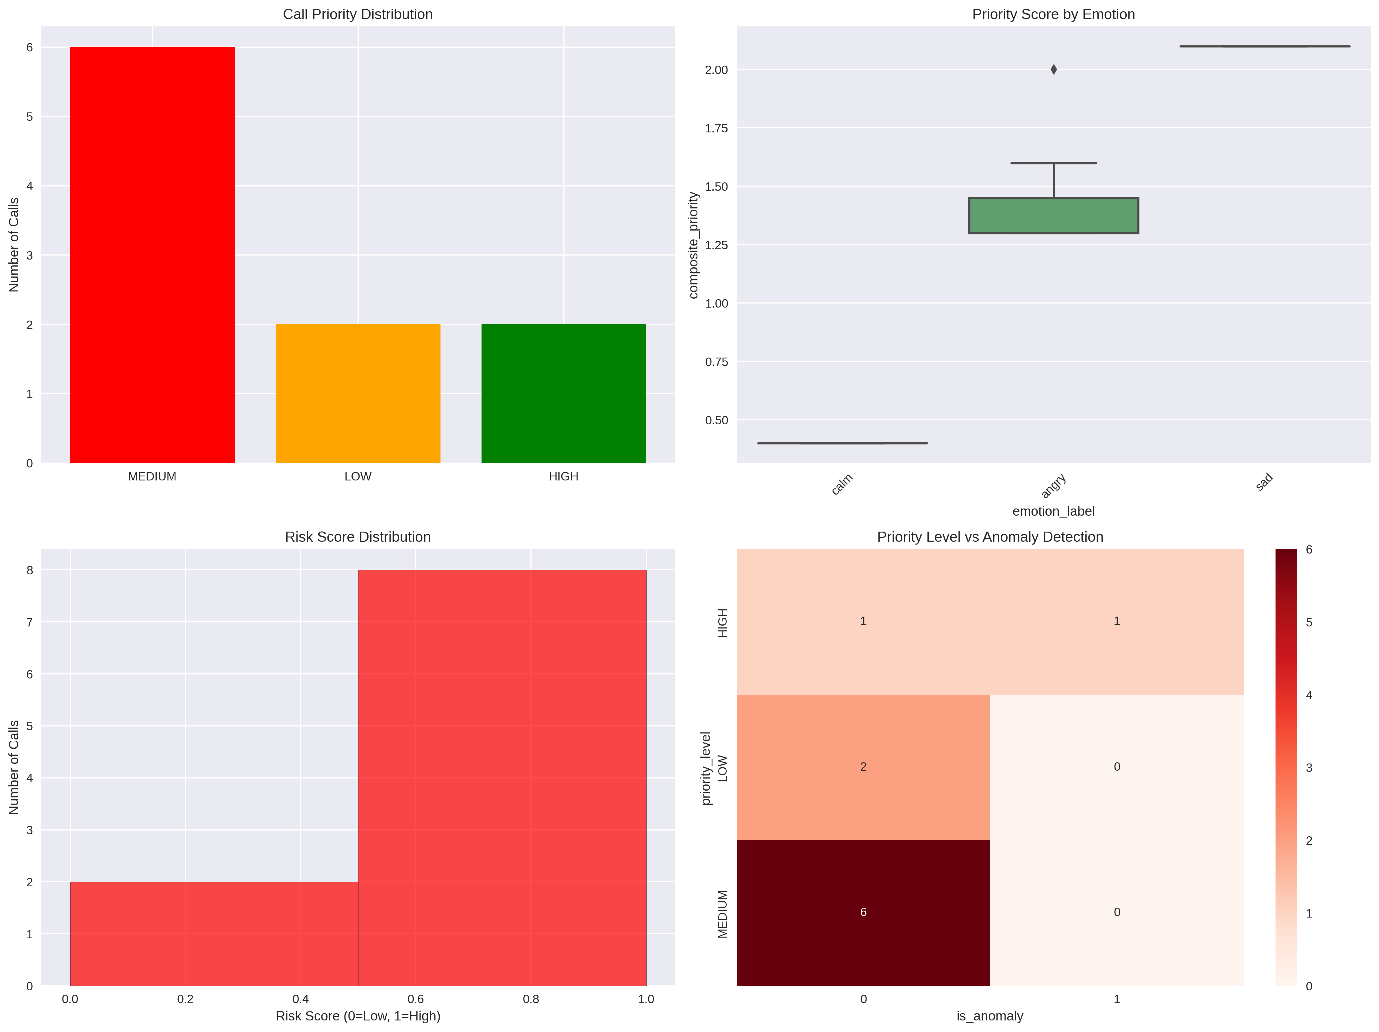 Call Priority Distribution
Number of Calls
6
5
4
3
2
1
0
MEDIUM LOW HIGH
Priority Score by Emotion
composite_priority
2.00
1.75
1.50
1.25
1.00
0.75
0.50
calm angry sad
emotion_label
Risk Score Distribution
Number of Calls
8
7
6
5
4
3
2
1
0
0.0 0.2 0.4 0.6 0.8 1.0
Risk Score (0=Low, 1=High)
Priority Level vs Anomaly Detection
priority_level
HIGH
1 1
LOW
2 0
MEDIUM
6 0
0 1
is_anomaly
6
5
4
3
2
1
0